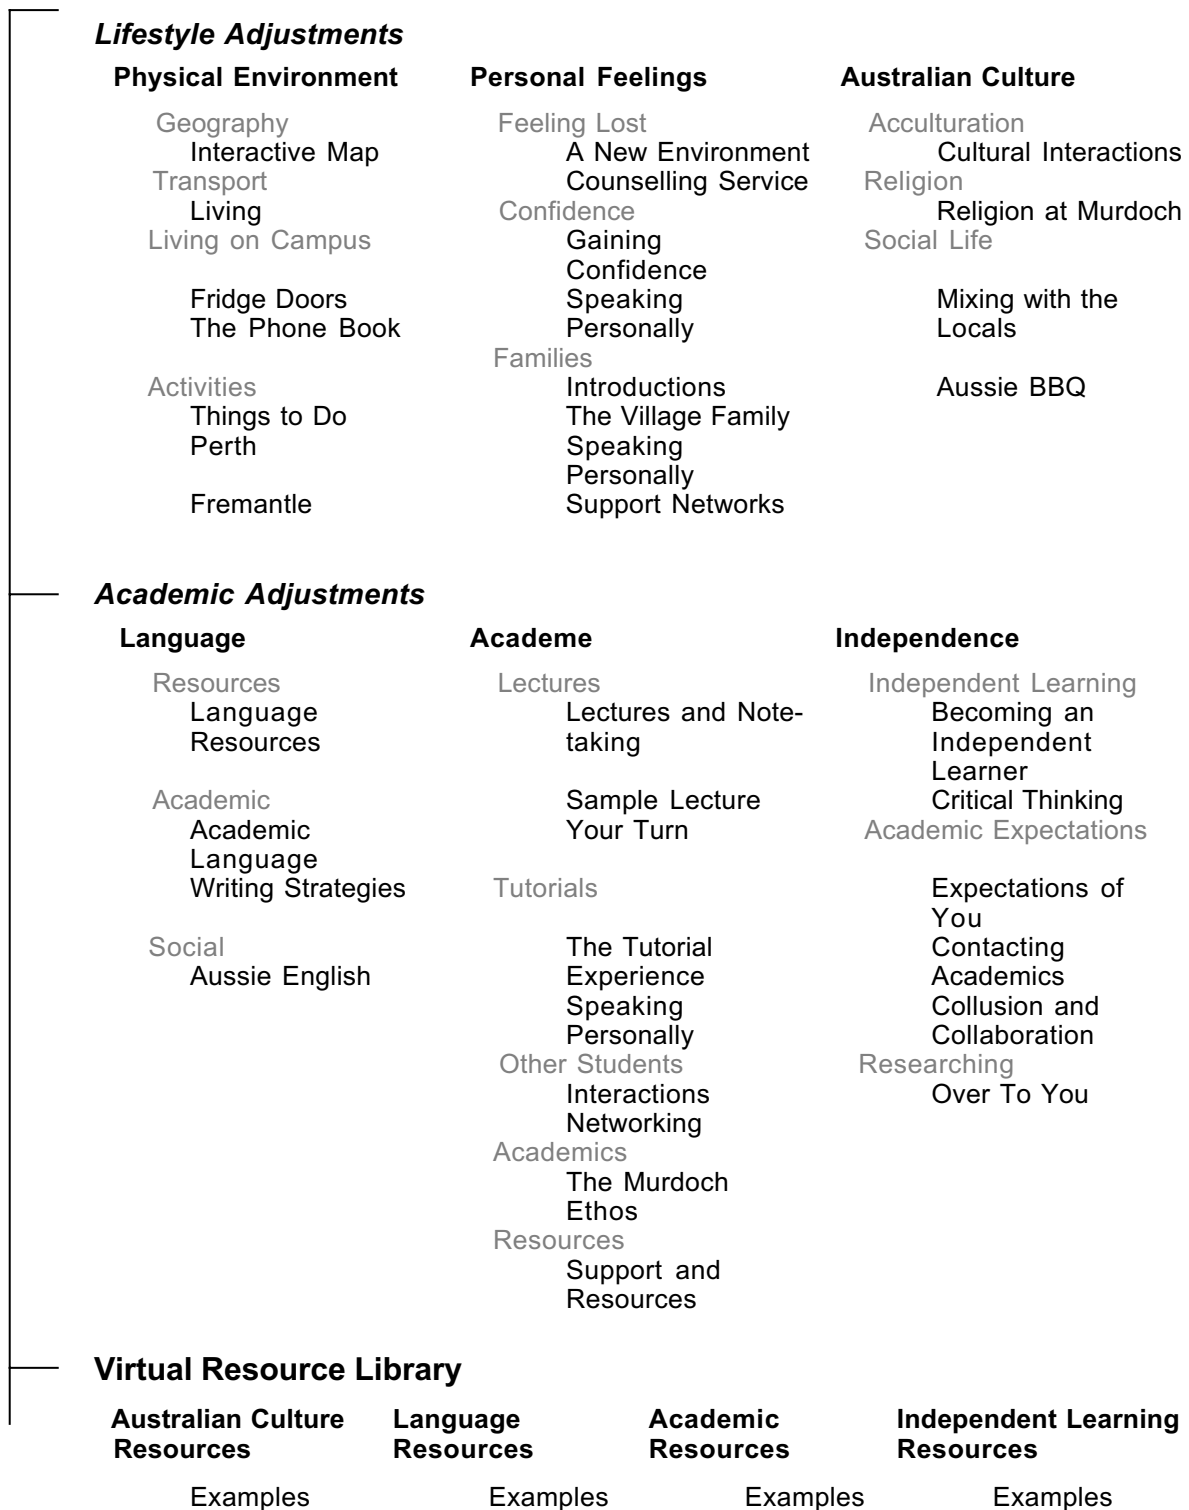 Lifestyle Adjustments
Physical Environment
Geography
Interactive Map
Transport
Living
Living on Campus
Fridge Doors
The Phone Book
Activities
Things to Do
Perth
Fremantle
Personal Feelings
Feeling Lost
A New Environment
Counselling Service
Confidence
Gaining
Confidence
Speaking
Personally
Families
Introductions
The Village Family
Speaking
Personally
Support Networks
Australian Culture
Acculturation
Cultural Interactions
Religion
Religion at Murdoch
Social Life
Mixing with the
Locals
Aussie BBQ
Academic Adjustments
Language
Resources
Language
Resources
Academic
Academic
Language
Writing Strategies
Social
Aussie English
Academe
Lectures
Lectures and Note-
taking
Sample Lecture
Your Turn
Tutorials
The Tutorial
Experience
Speaking
Personally
Other Students
Interactions
Networking
Academics
The Murdoch
Ethos
Resources
Support and
Resources
Independence
Independent Learning
Becoming an
Independent
Learner
Critical Thinking
Academic Expectations
Expectations of
You
Contacting
Academics
Collusion and
Collaboration
Researching
Over To You
Virtual Resource Library
Australian Culture
Resources
Examples
Language
Resources
Examples
Academic
Resources
Examples
Independent Learning
Resources
Examples